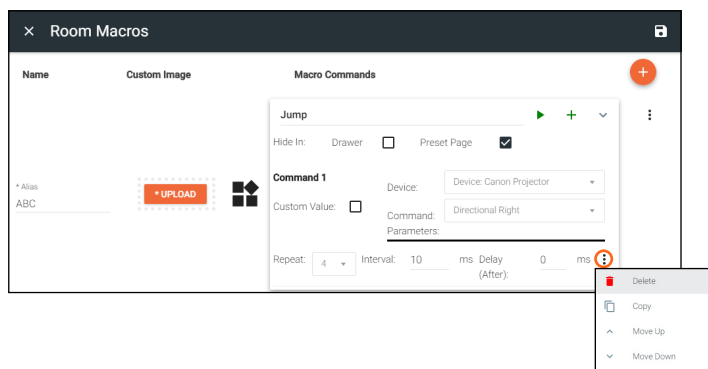 Room Macros
Name Custom Image Macro Commands
Jump
Hide In: Drawer Preset Page
Command 1
Device: Device: Canon Projector
* Alias
ABC
* UPLOAD
Custom Value:
Command: Directional Right
Parameters:
Repeat: 4 Interval: 10 ms Delay (After): 0 ms
Delete
Copy
Move Up
Move Down